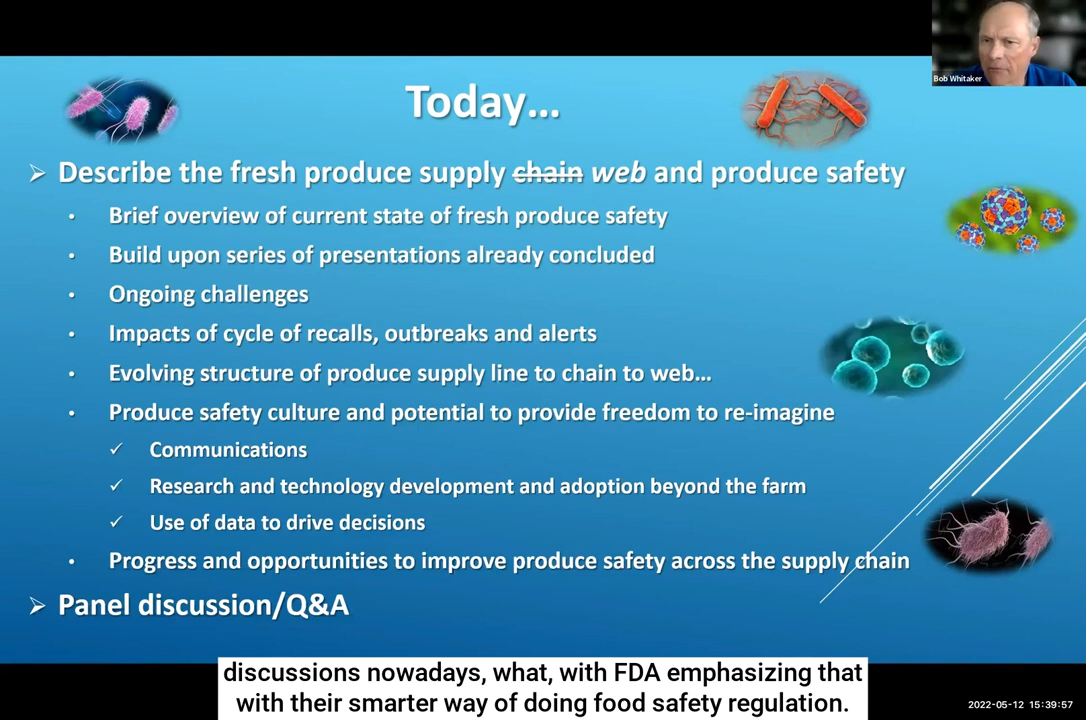 Bob Whitaker
Today...
➢ Describe the fresh produce supply chain web and produce safety
• Brief overview of current state of fresh produce safety
• Build upon series of presentations already concluded
• Ongoing challenges
• Impacts of cycle of recalls, outbreaks and alerts
• Evolving structure of produce supply line to chain to web...
• Produce safety culture and potential to provide freedom to re-imagine
✓ Communications
✓ Research and technology development and adoption beyond the farm
✓ Use of data to drive decisions
• Progress and opportunities to improve produce safety across the supply chain
➢ Panel discussion/Q&A
discussions nowadays, what, with FDA emphasizing that
with their smarter way of doing food safety regulation.
2022-05-12 15:39:57